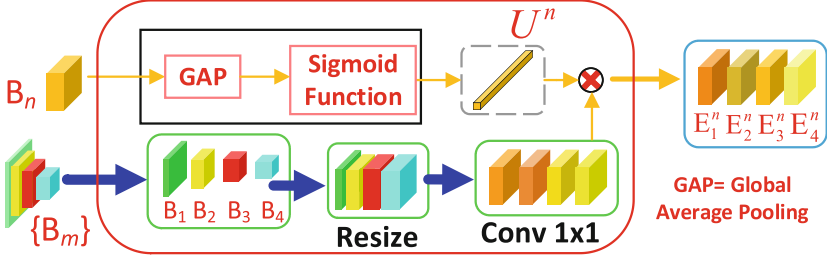 U^n
B_n
GAP
Sigmoid
Function
E_1^n E_2^n E_3^n E_4^n
B_1 B_2 B_3 B_4
{B_m}
Resize
Conv 1x1
GAP= Global
Average Pooling